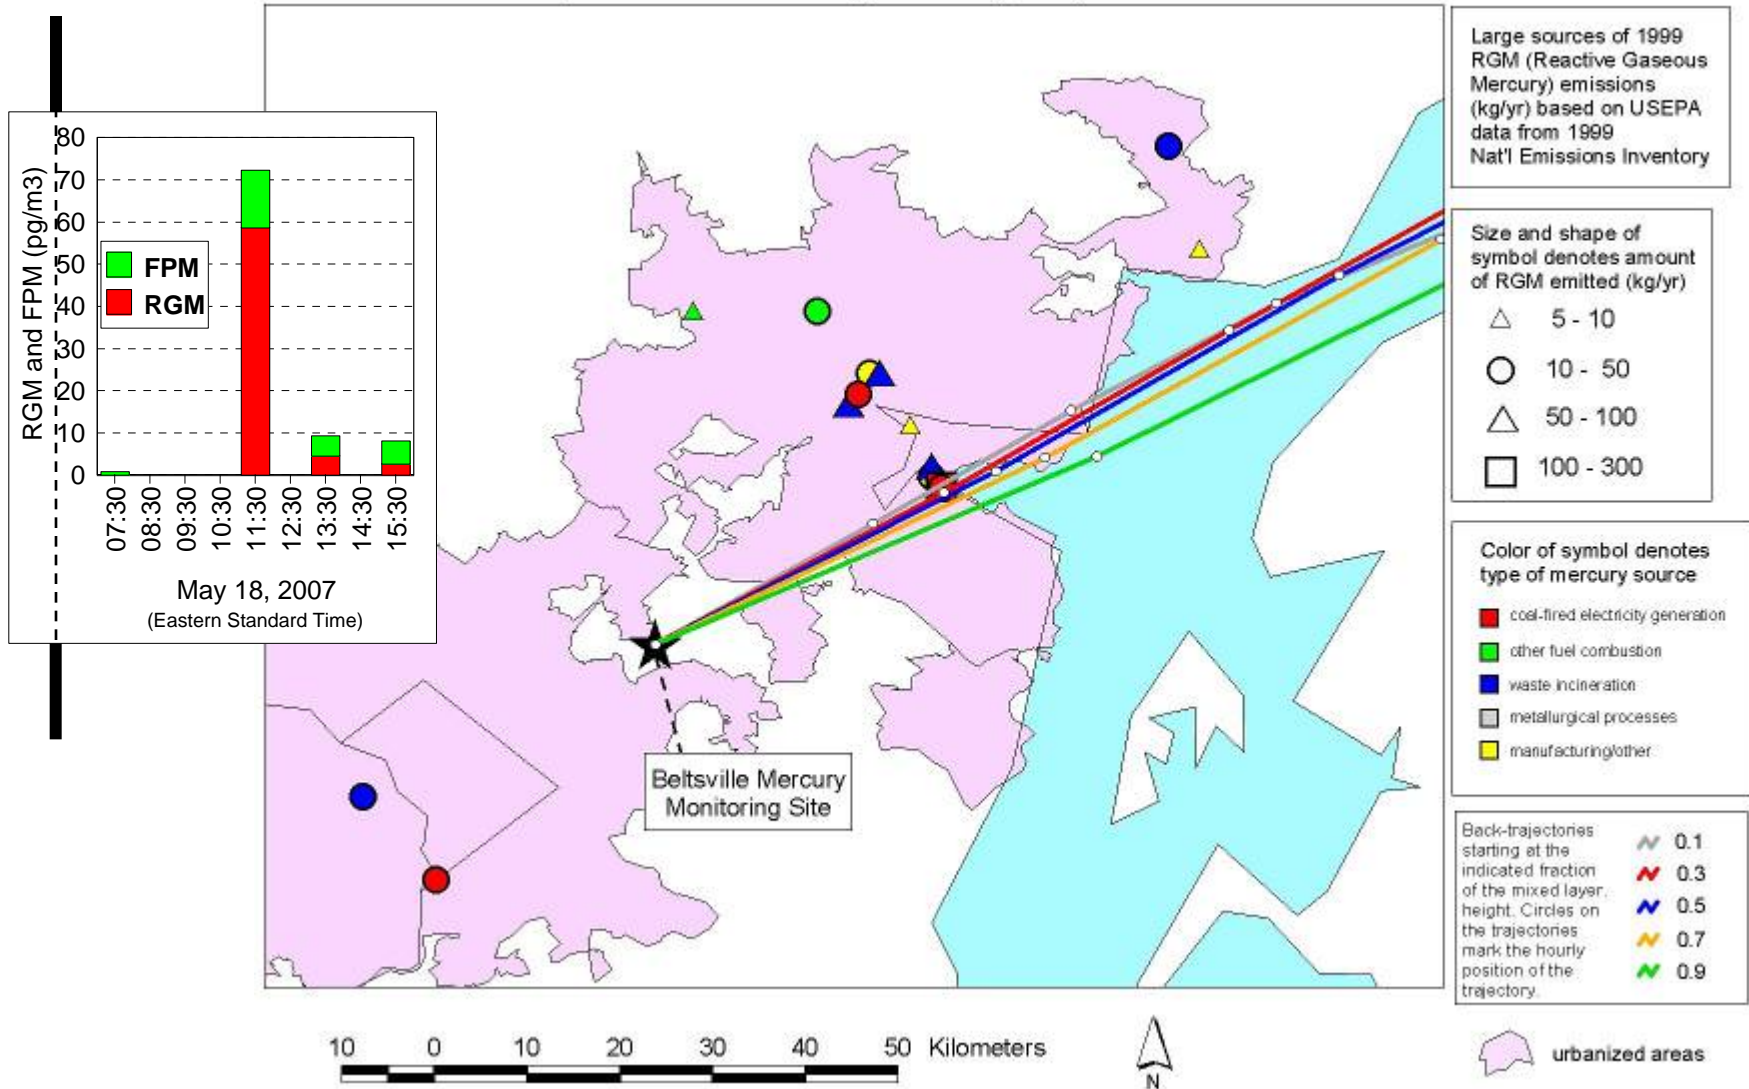 80
70
60
50
40
30
20
10
0
RGM and FPM (pg/m3)
FPM
RGM
07:30
08:30
09:30
10:30
11:30
12:30
13:30
14:30
15:30
May 18, 2007
(Eastern Standard Time)
Beltsville Mercury
Monitoring Site
Large sources of 1999
RGM (Reactive Gaseous
Mercury) emissions
(kg/yr) based on USEPA
data from 1999
Nat'l Emissions Inventory
Size and shape of
symbol denotes amount
of RGM emitted (kg/yr)
5 - 10
10 - 50
50 - 100
100 - 300
Color of symbol denotes
type of mercury source
coal-fired electricity generation
other fuel combustion
waste incineration
metallurgical processes
manufacturing/other
Back-trajectories
starting at the
indicated fraction
of the mixed layer.
height. Circles on
the trajectories
mark the hourly
position of the
trajectory.
0.1
0.3
0.5
0.7
0.9
urbanized areas
10 0 10 20 30 40 50 Kilometers
N